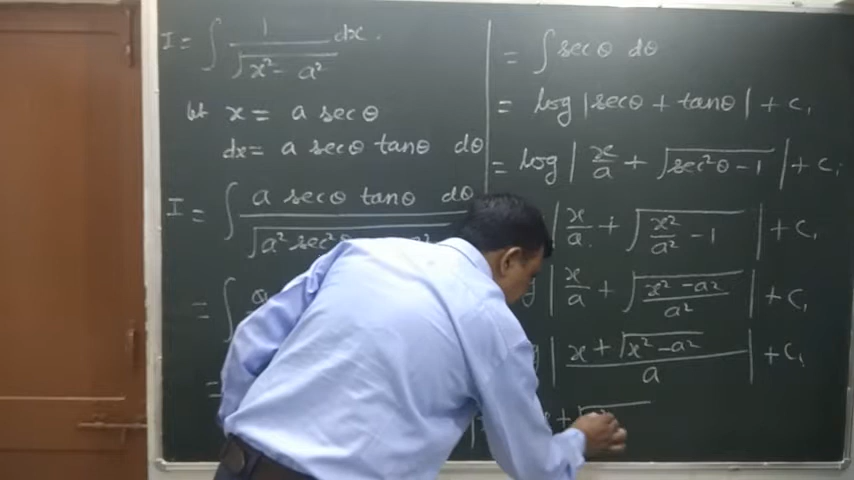 I = ∫ 1/√(x² - a²) dx.
let x = a secθ
dx = a secθ tanθ dθ
I = ∫ a secθ tanθ dθ / √(a² sec²θ
= ∫
=
= ∫ secθ dθ
= log |secθ + tanθ| + C₁
= log | x/a + √(sec²θ - 1) | + C₁
| x/a + √(x²/a² - 1) | + C₁
| x/a + √((x² - a²)/a²) | + C₁
| (x + √(x² - a²))/a | + C₁
+ √